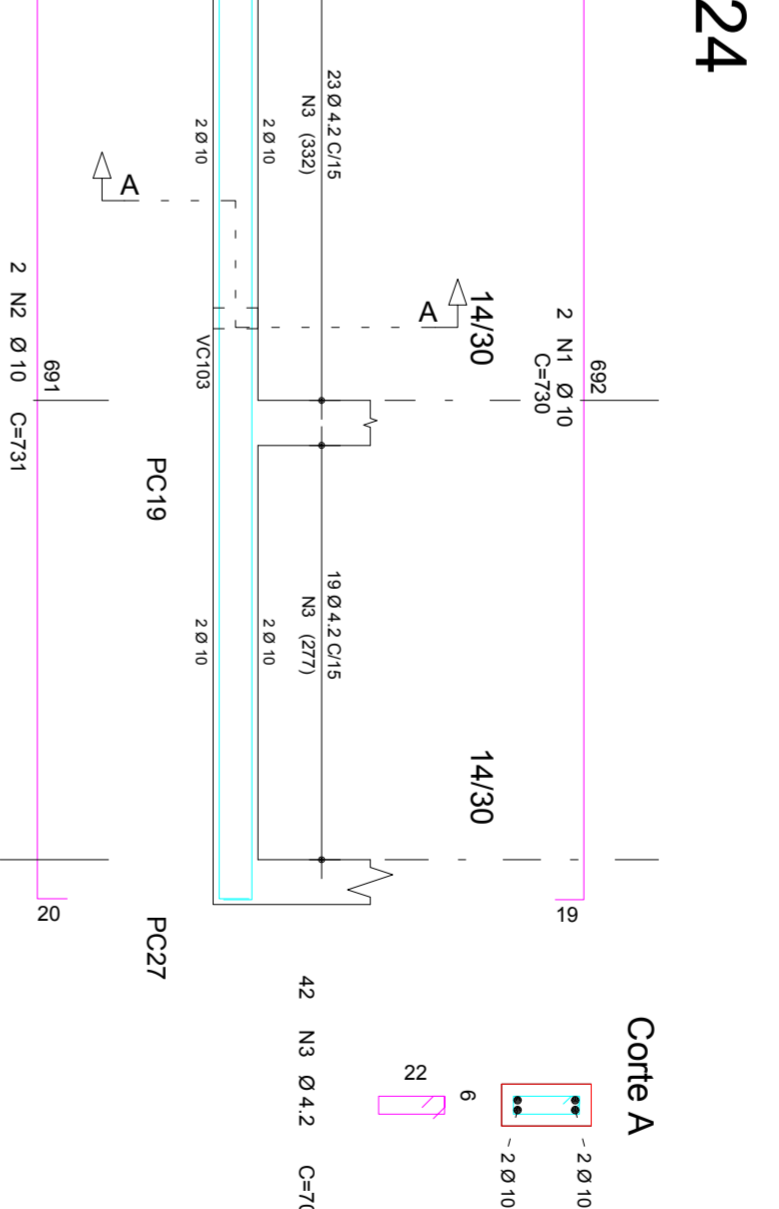 24
14/30
14/30
692
2 N1 Ø 10
C=730
19
23 Ø 4.2 C/15
N3 (332)
19 Ø 4.2 C/15
N3 (277)
A
A
2 Ø 10
2 Ø 10
2 Ø 10
2 Ø 10
VC103
PC19
PC27
691
2 N2 Ø 10 C=731
20
Corte A
2 Ø 10
2 Ø 10
6
22
42 N3 Ø 4.2